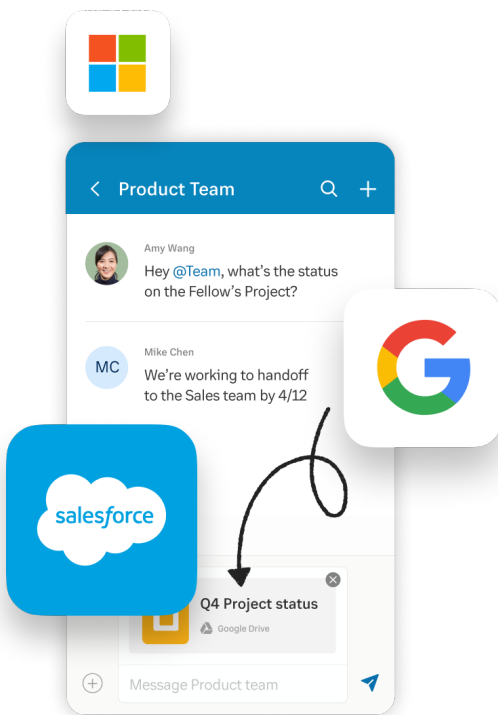 Product Team
Amy Wang
Hey @Team, what's the status
on the Fellow's Project?
MC
Mike Chen
We're working to handoff
to the Sales team by 4/12
G
salesforce
Q4 Project status
Google Drive
Message Product team